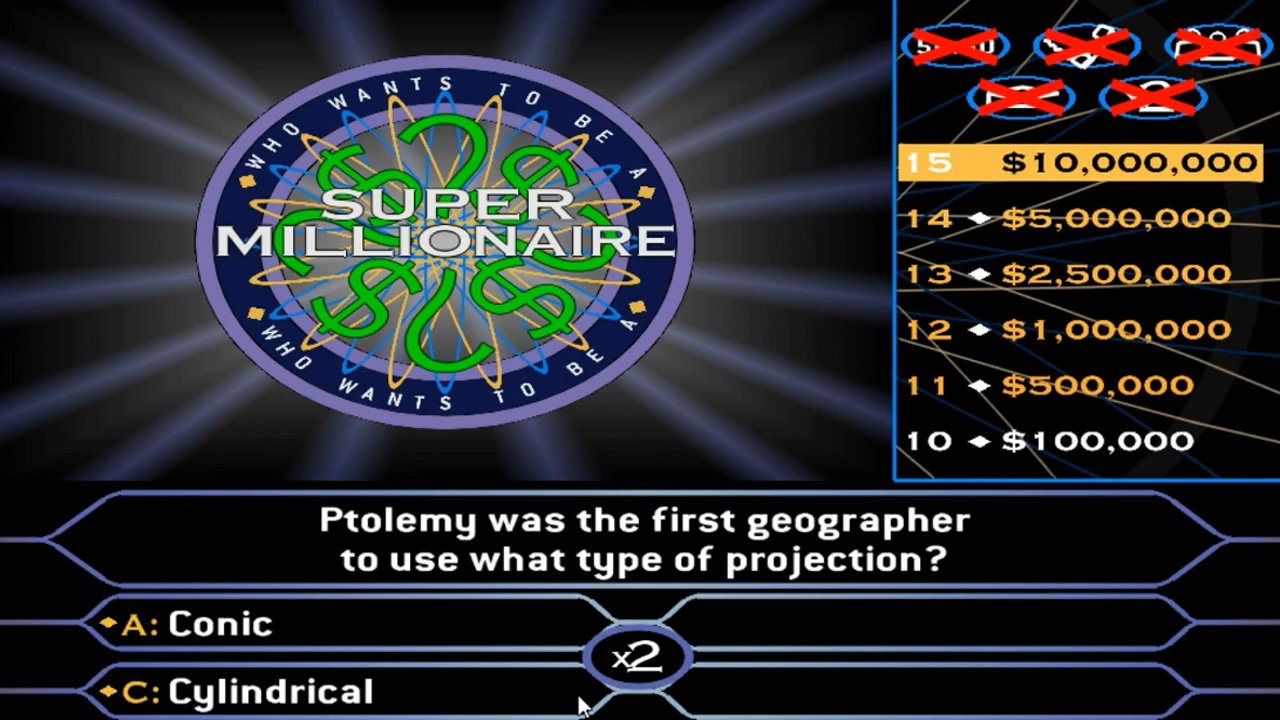 WHO WANTS TO BE A
SUPER
MILLIONAIRE
WHO WANTS TO BE A
15 $10,000,000
14 $5,000,000
13 $2,500,000
12 $1,000,000
11 $500,000
10 $100,000
Ptolemy was the first geographer
to use what type of projection?
A: Conic
x2
C: Cylindrical